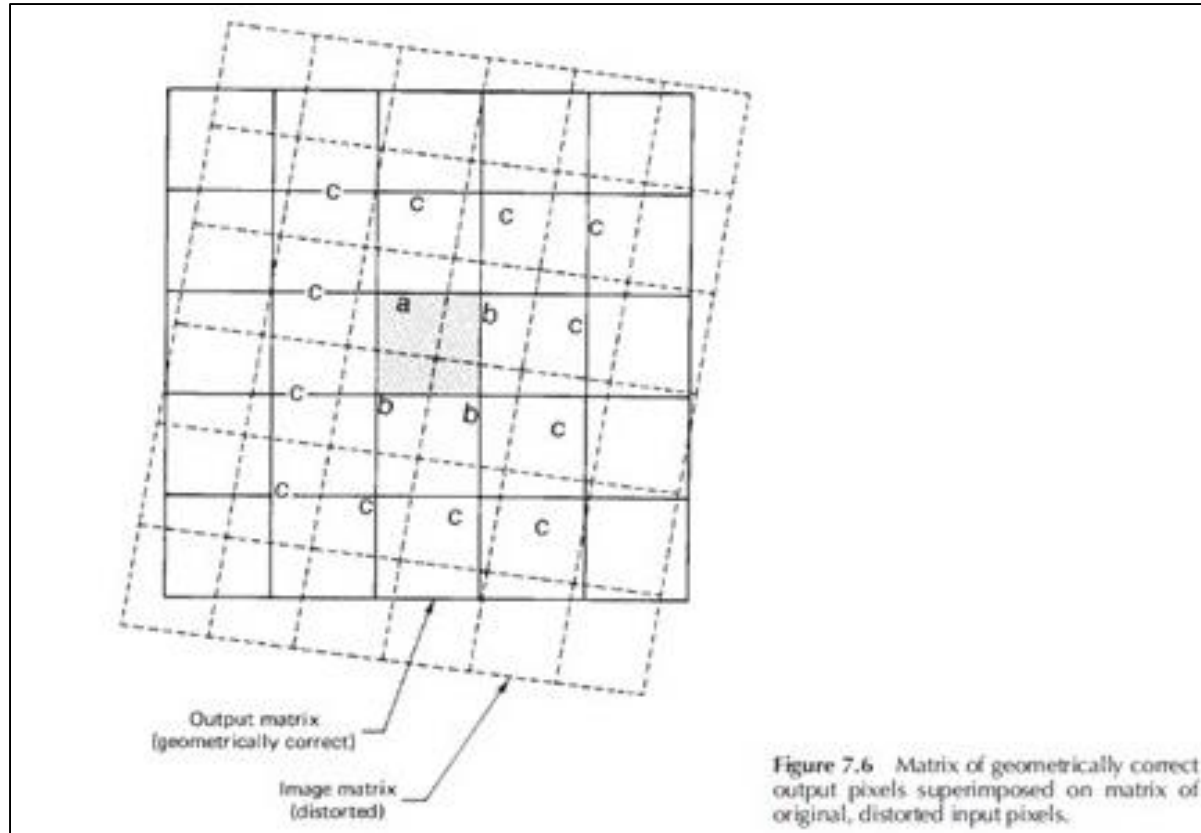 c c c c
c a b c
c b b c
c c c c
Output matrix
(geometrically correct)
Image matrix
(distorted)
Figure 7.6 Matrix of geometrically correct
output pixels superimposed on matrix of
original, distorted input pixels.